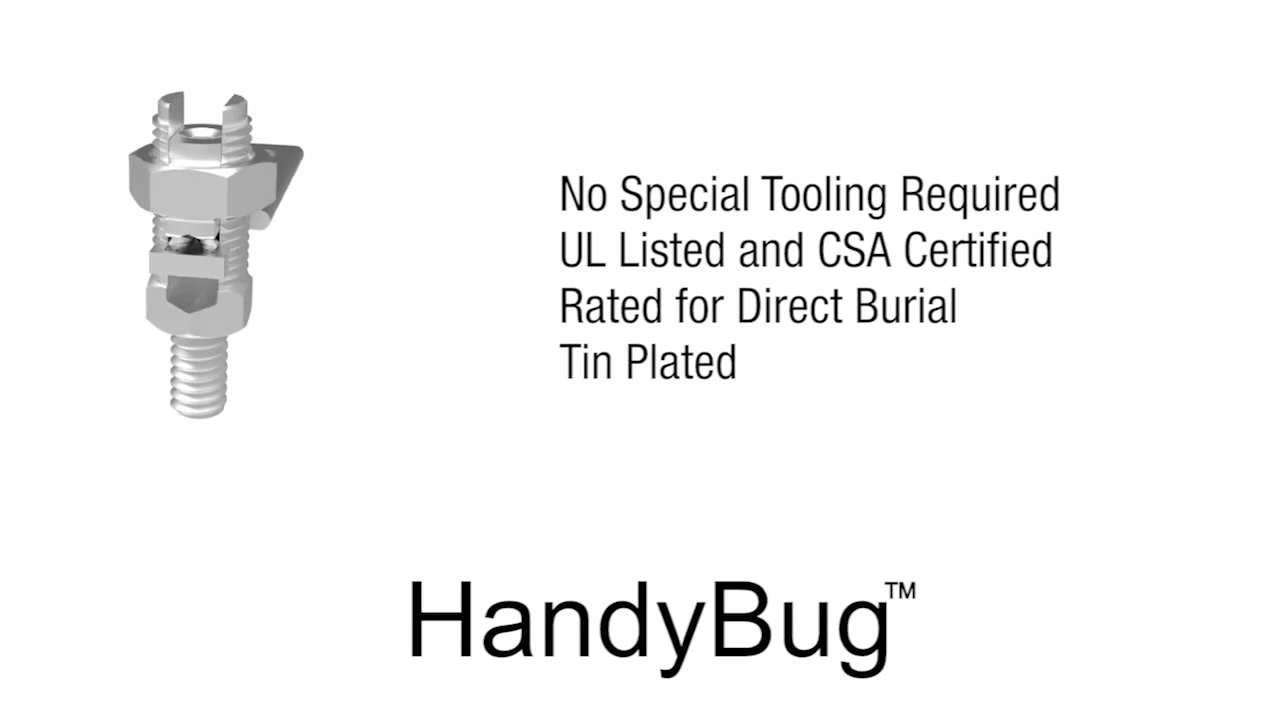 No Special Tooling Required
UL Listed and CSA Certified
Rated for Direct Burial
Tin Plated
HandyBug™